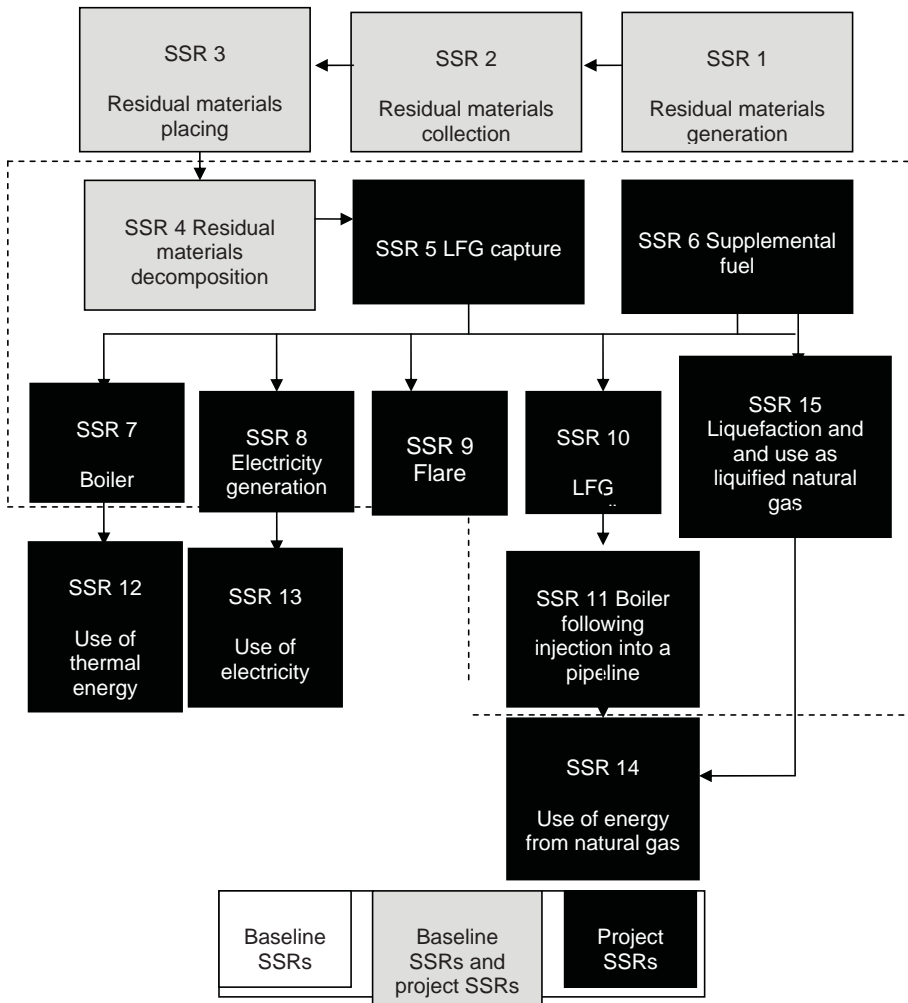 SSR 3
Residual materials
placing
SSR 2
Residual materials
collection
SSR 1
Residual materials
generation
SSR 4 Residual
materials
decomposition
SSR 5 LFG capture
SSR 6 Supplemental
fuel
SSR 7
Boiler
SSR 8
Electricity
generation
SSR 9
Flare
SSR 10
LFG
SSR 15
Liquefaction and
and use as
liquified natural
gas
SSR 12
Use of
thermal
energy
SSR 13
Use of
electricity
SSR 11 Boiler
following
injection into a
pipeline
SSR 14
Use of energy
from natural gas
Baseline
SSRs
Baseline
SSRs and
project SSRs
Project
SSRs